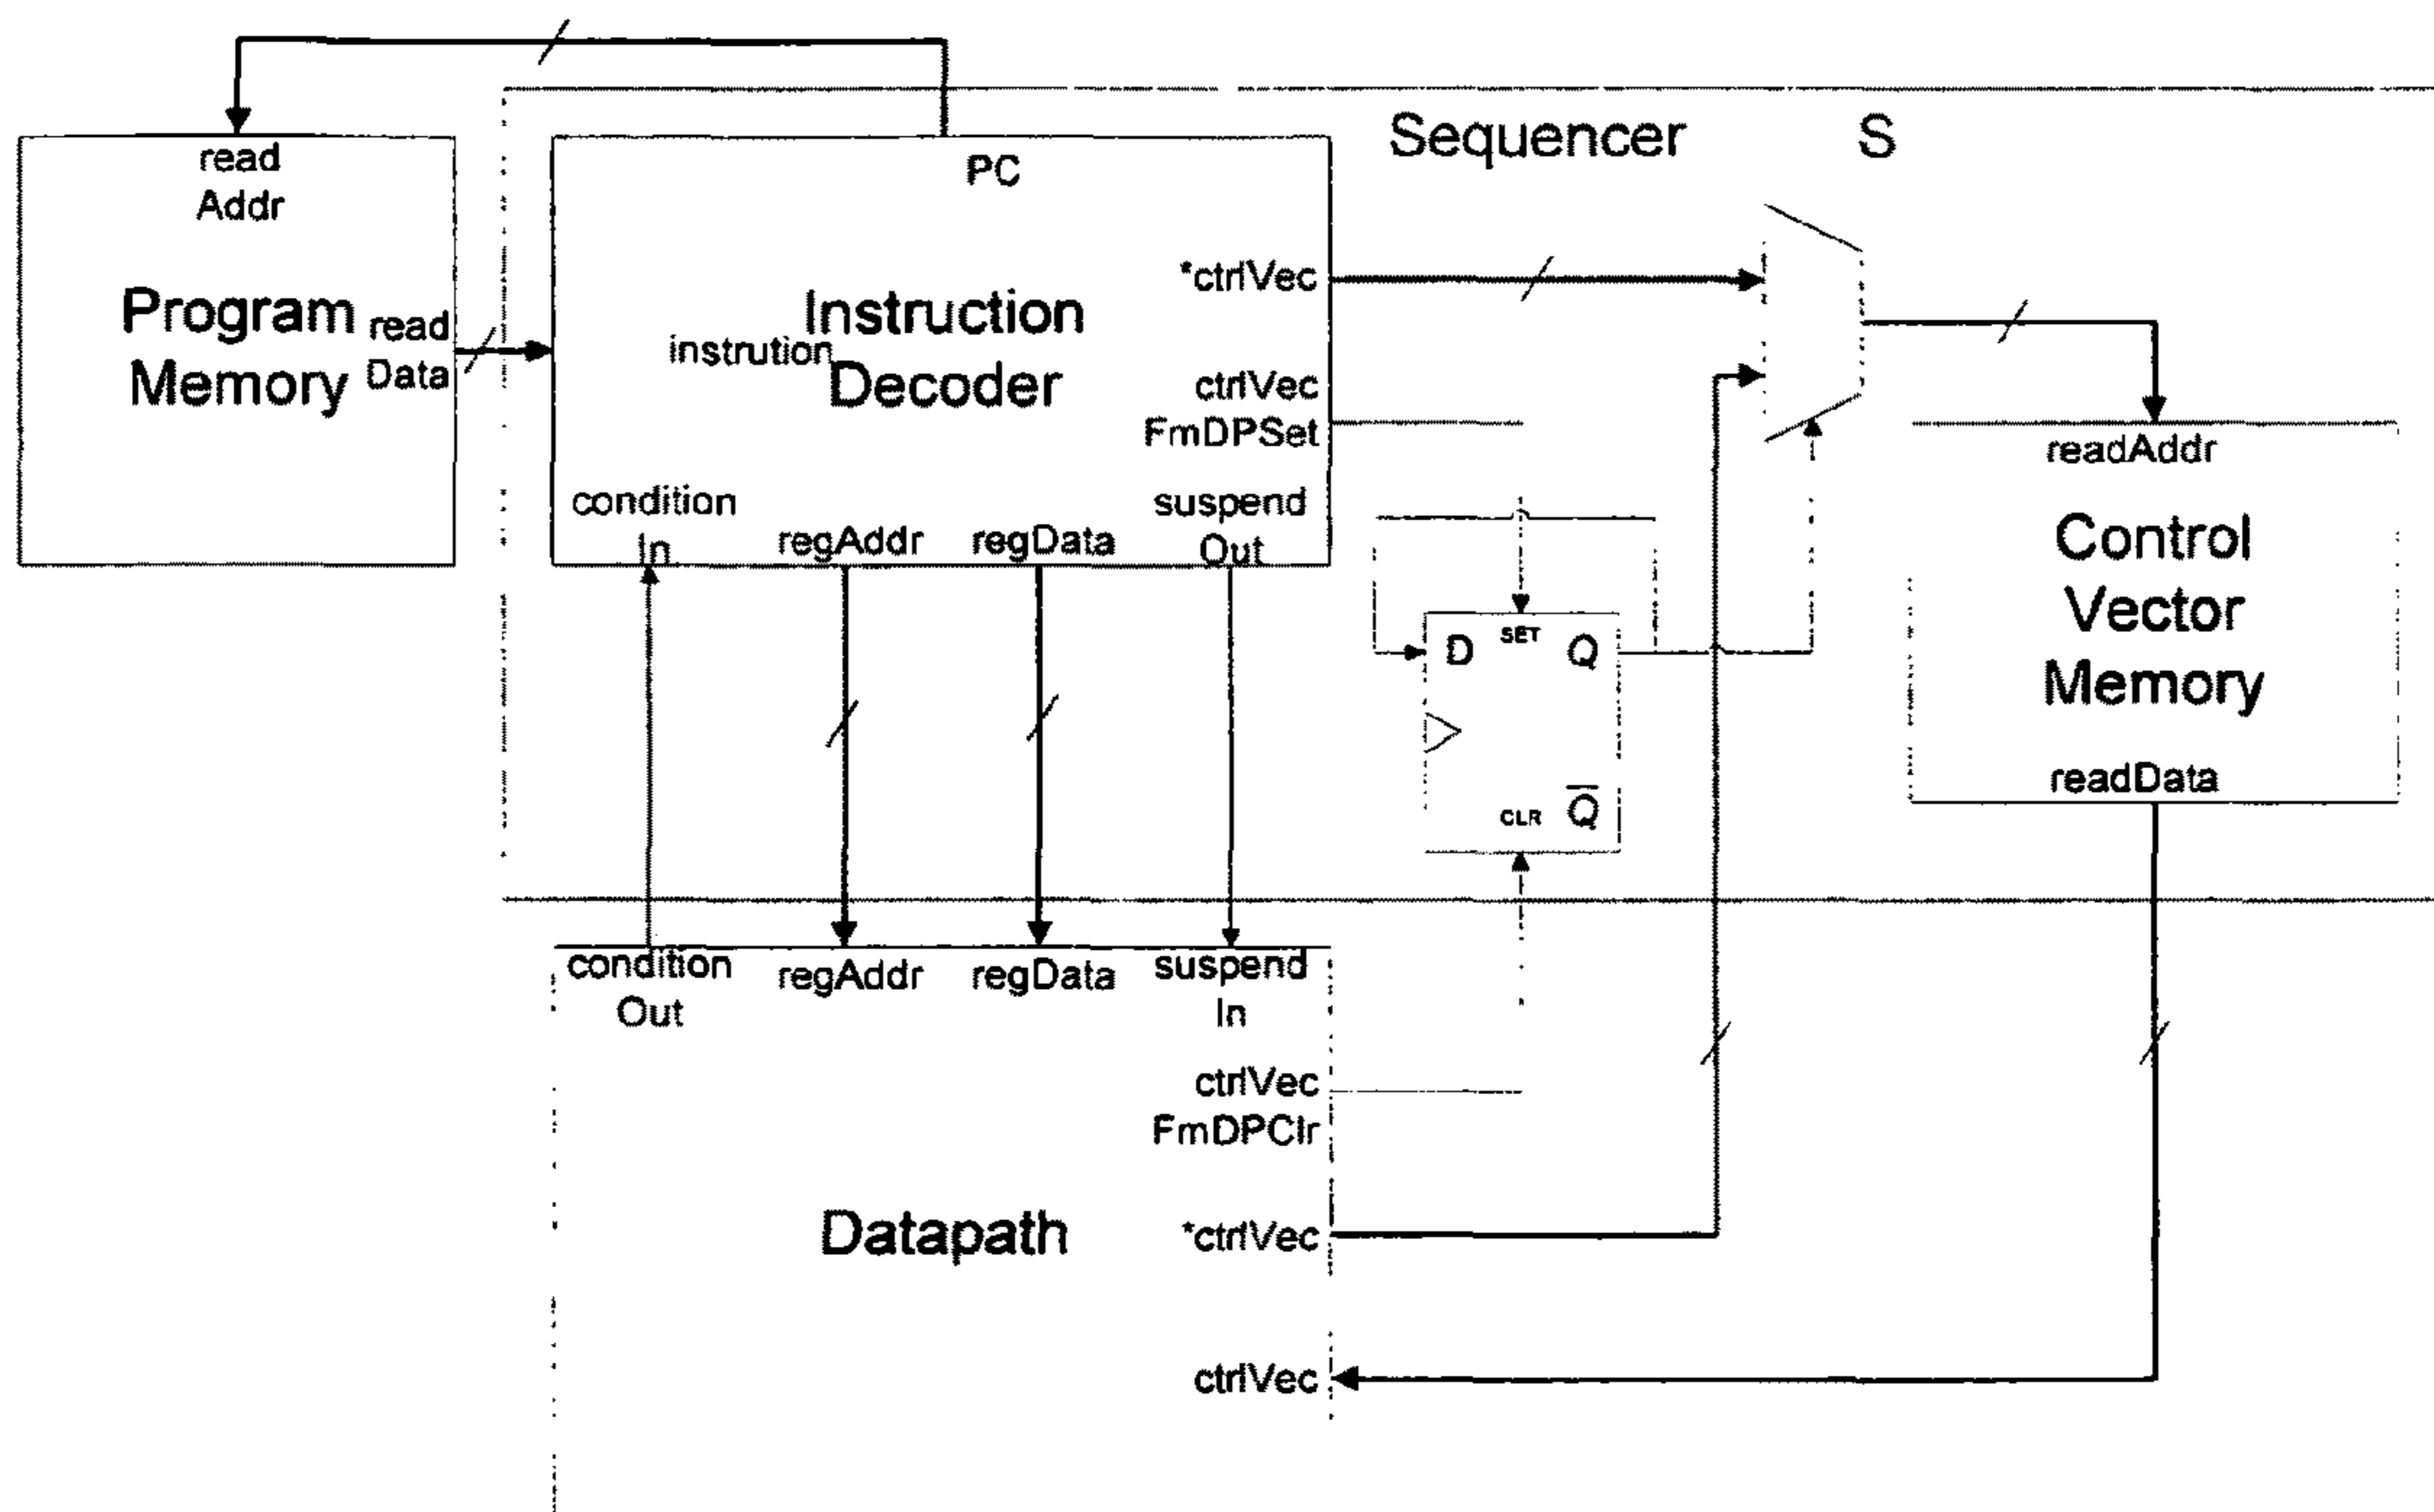 Sequencer S
read
Addr
Program
Memory
read
Data
PC
Instruction
Decoder
instrution
*ctrlVec
ctrlVec
FmDPSet
condition
In
regAddr
regData
suspend
Out
D
SET
Q
CLR
Q̅
readAddr
Control
Vector
Memory
readData
condition
Out
regAddr
regData
suspend
In
ctrlVec
FmDPClr
Datapath
*ctrlVec
ctrlVec